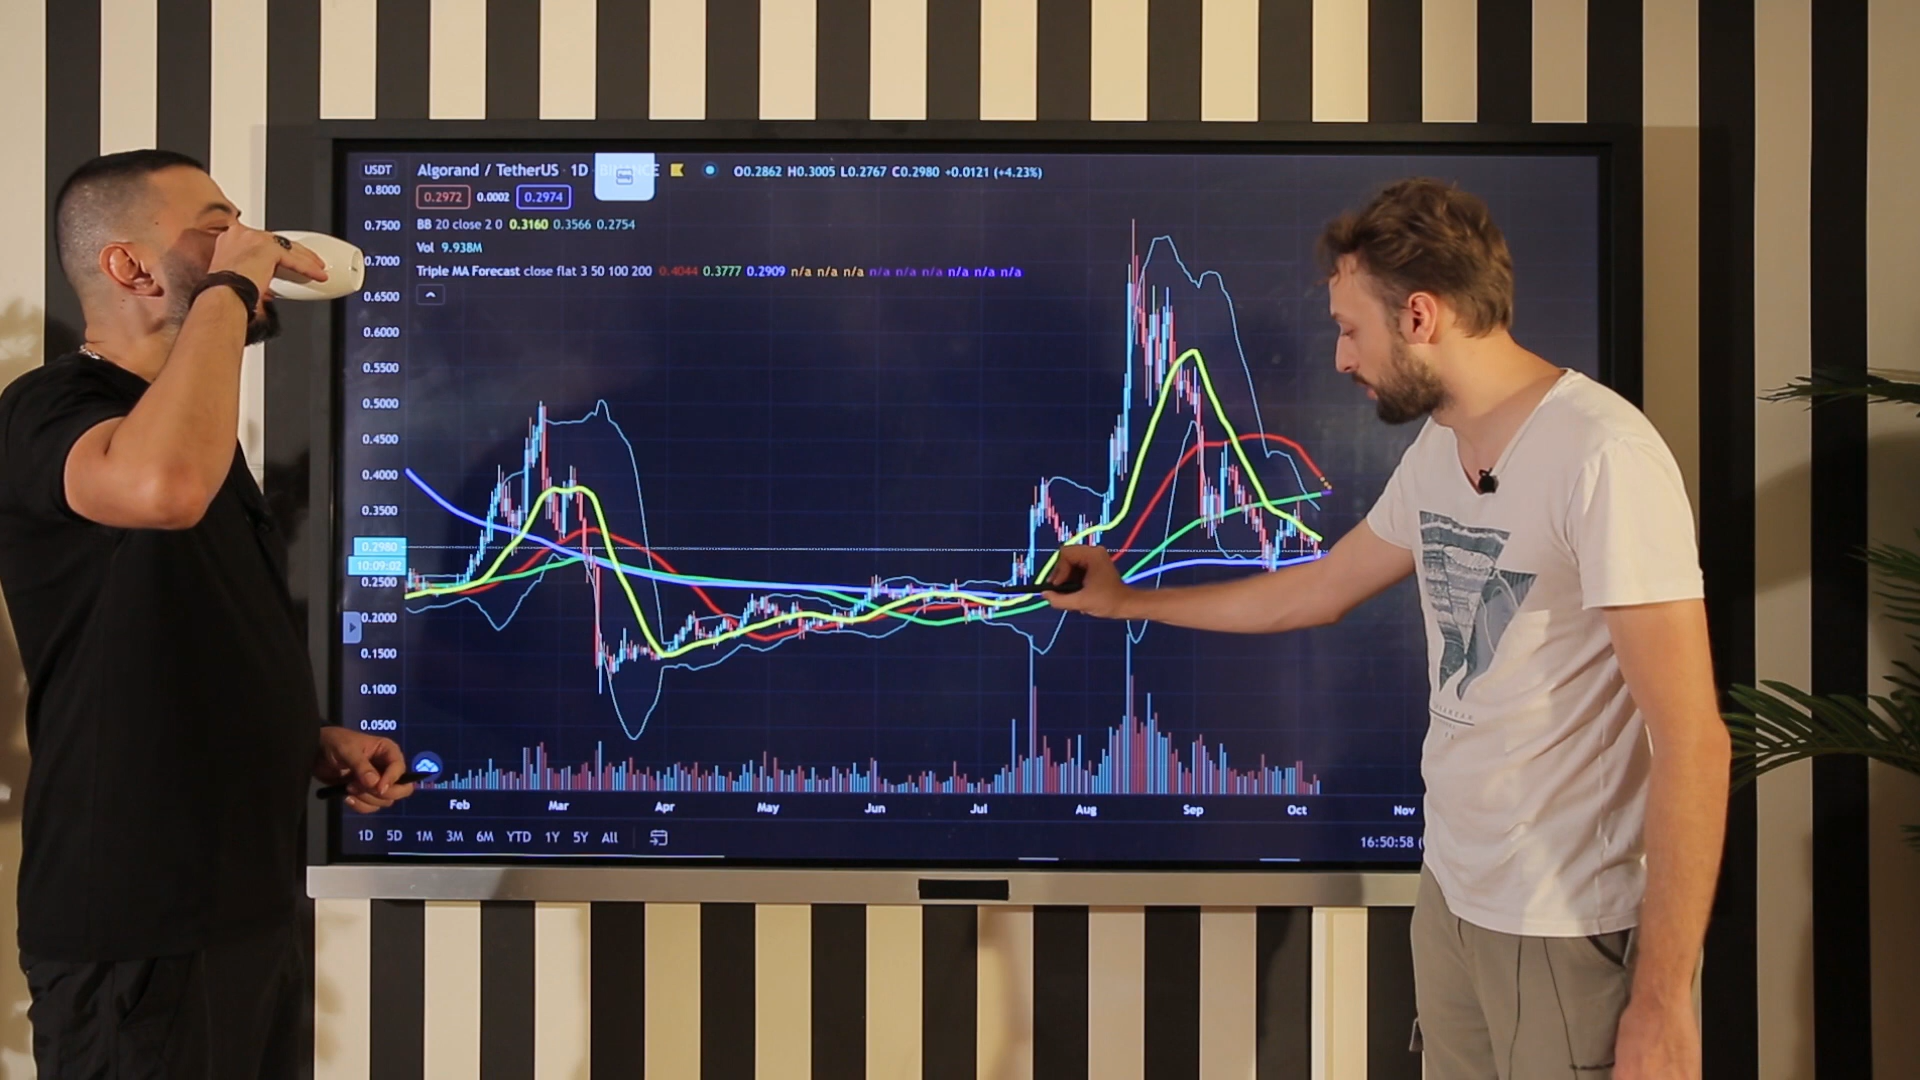 USDT
Algorand / TetherUS · 1D · BINANCE O0.2862 H0.3005 L0.2767 C0.2980 +0.0121 (+4.23%)
0.2972 0.0002 0.2974
BB 20 close 2 0 0.3160 0.3566 0.2754
Vol 9.938M
Triple MA Forecast close flat 3 50 100 200 0.4044 0.3777 0.2909 n/a n/a n/a n/a n/a n/a n/a n/a n/a
0.8000
0.7500
0.7000
0.6500
0.6000
0.5500
0.5000
0.4500
0.4000
0.3500
0.2980
10:09:02
0.2500
0.2000
0.1500
0.1000
0.0500
Feb Mar Apr May Jun Jul Aug Sep Oct Nov
1D 5D 1M 3M 6M YTD 1Y 5Y All 16:50:58 (